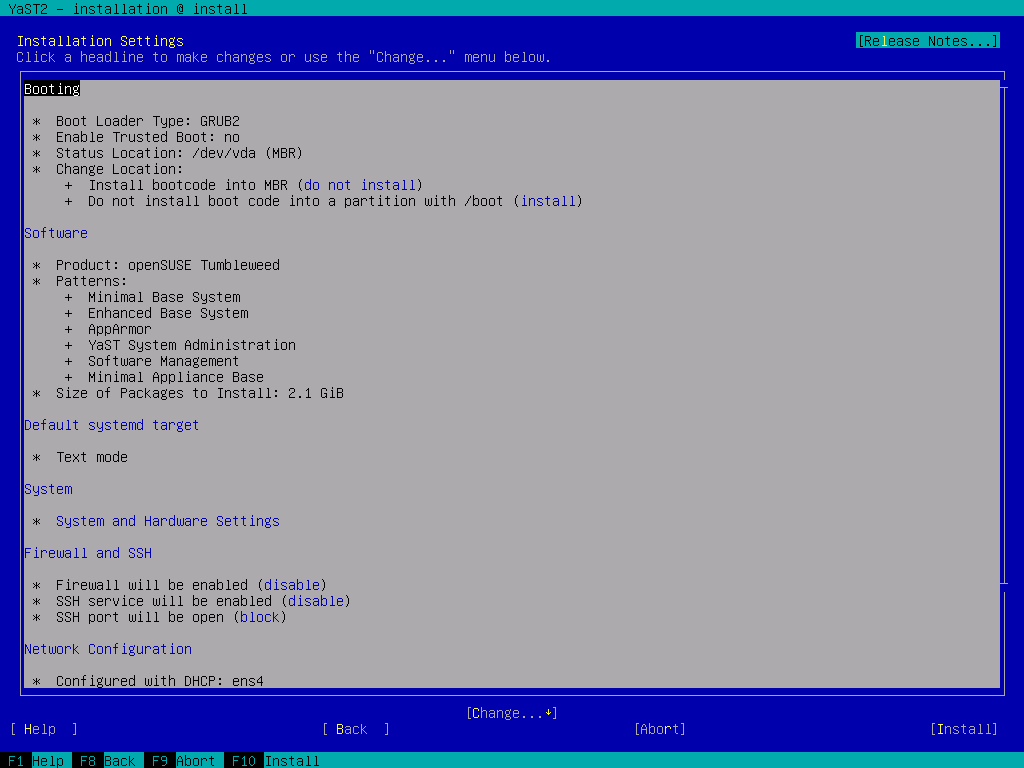 YaST2 - installation @ install
Installation Settings [Release Notes...]
Click a headline to make changes or use the "Change..." menu below.
Booting
* Boot Loader Type: GRUB2
* Enable Trusted Boot: no
* Status Location: /dev/vda (MBR)
* Change Location:
+ Install bootcode into MBR (do not install)
+ Do not install boot code into a partition with /boot (install)
Software
* Product: openSUSE Tumbleweed
* Patterns:
+ Minimal Base System
+ Enhanced Base System
+ AppArmor
+ YaST System Administration
+ Software Management
+ Minimal Appliance Base
* Size of Packages to Install: 2.1 GiB
Default systemd target
* Text mode
System
* System and Hardware Settings
Firewall and SSH
* Firewall will be enabled (disable)
* SSH service will be enabled (disable)
* SSH port will be open (block)
Network Configuration
* Configured with DHCP: ens4
[Change...↓]
[ Help ] [ Back ] [Abort] [Install]
F1 Help F8 Back F9 Abort F10 Install